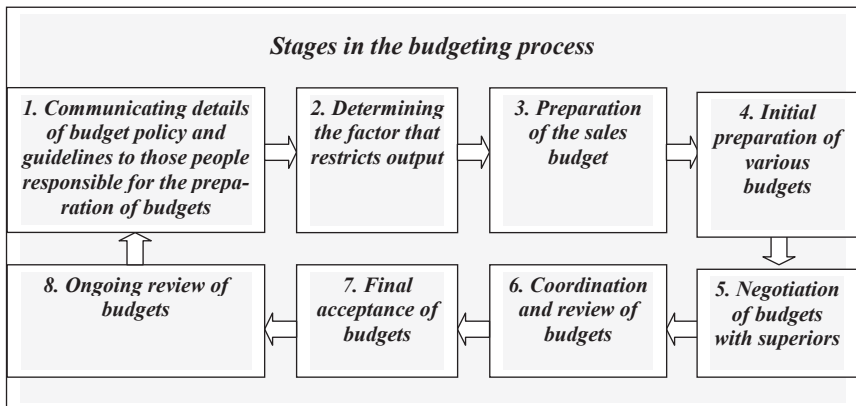 Stages in the budgeting process
1. Communicating details
of budget policy and
guidelines to those people
responsible for the prepa-
ration of budgets
2. Determining
the factor that
restricts output
3. Preparation
of the sales
budget
4. Initial
preparation of
various
budgets
5. Negotiation
of budgets
with superiors
6. Coordination
and review of
budgets
7. Final
acceptance of
budgets
8. Ongoing review of
budgets